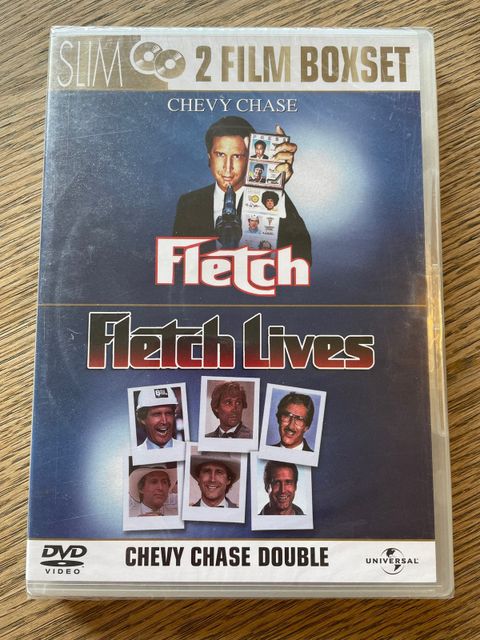 SLIM 2 FILM BOXSET
CHEVY CHASE
Fletch
Fletch Lives
DVD
VIDEO
CHEVY CHASE DOUBLE
UNIVERSAL